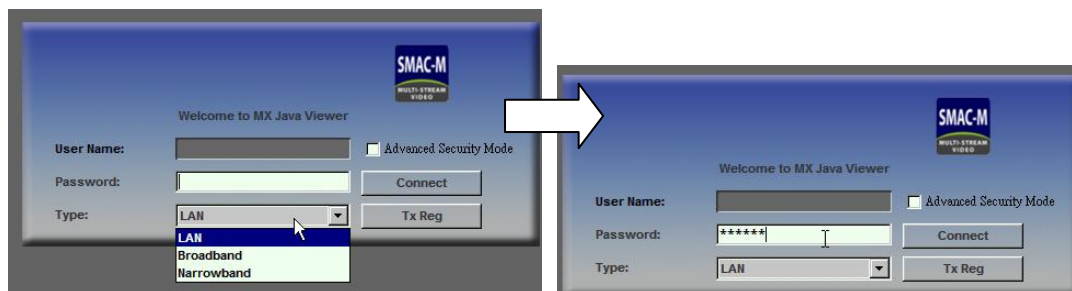 SMAC-M
MULTI-STREAM
VIDEO
Welcome to MX Java Viewer
User Name:
Advanced Security Mode
Password:
Connect
Type:
LAN
Tx Reg
LAN
Broadband
Narrowband
SMAC-M
MULTI-STREAM
VIDEO
Welcome to MX Java Viewer
User Name:
Advanced Security Mode
Password:
******
Connect
Type:
LAN
Tx Reg